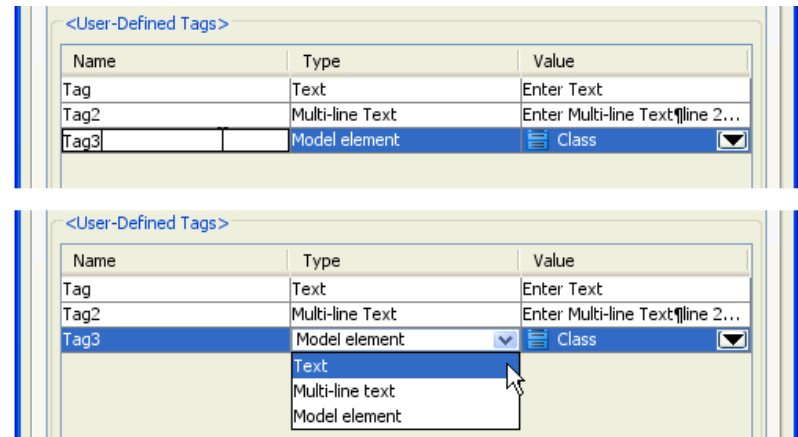 <User-Defined Tags>
Name Type Value
Tag Text Enter Text
Tag2 Multi-line Text Enter Multi-line Text¶line 2...
Tag3 Model element Class
<User-Defined Tags>
Name Type Value
Tag Text Enter Text
Tag2 Multi-line Text Enter Multi-line Text¶line 2...
Tag3 Model element Class
Text
Multi-line text
Model element